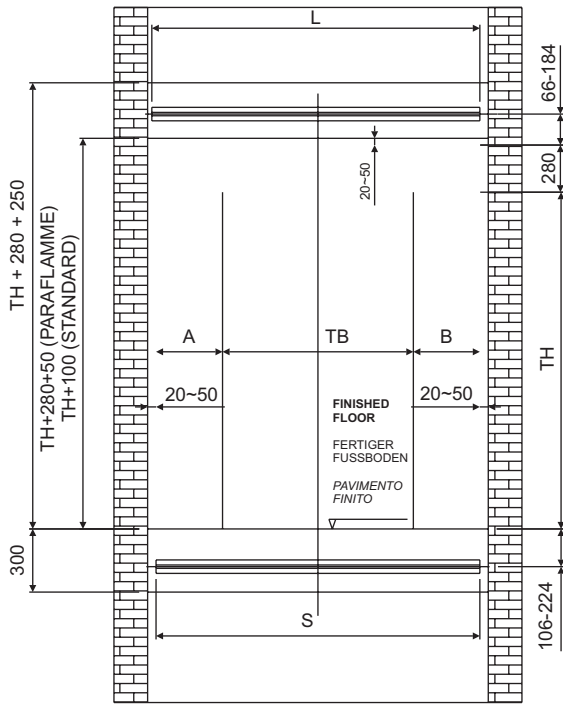 L
66-184
280
20~50
TH + 280 + 250
TH+280+50 (PARAFLAMME)
TH+100 (STANDARD)
A
TB
B
TH
20~50
20~50
FINISHED
FLOOR
FERTIGER
FUSSBODEN
PAVIMENTO
FINITO
300
106-224
S